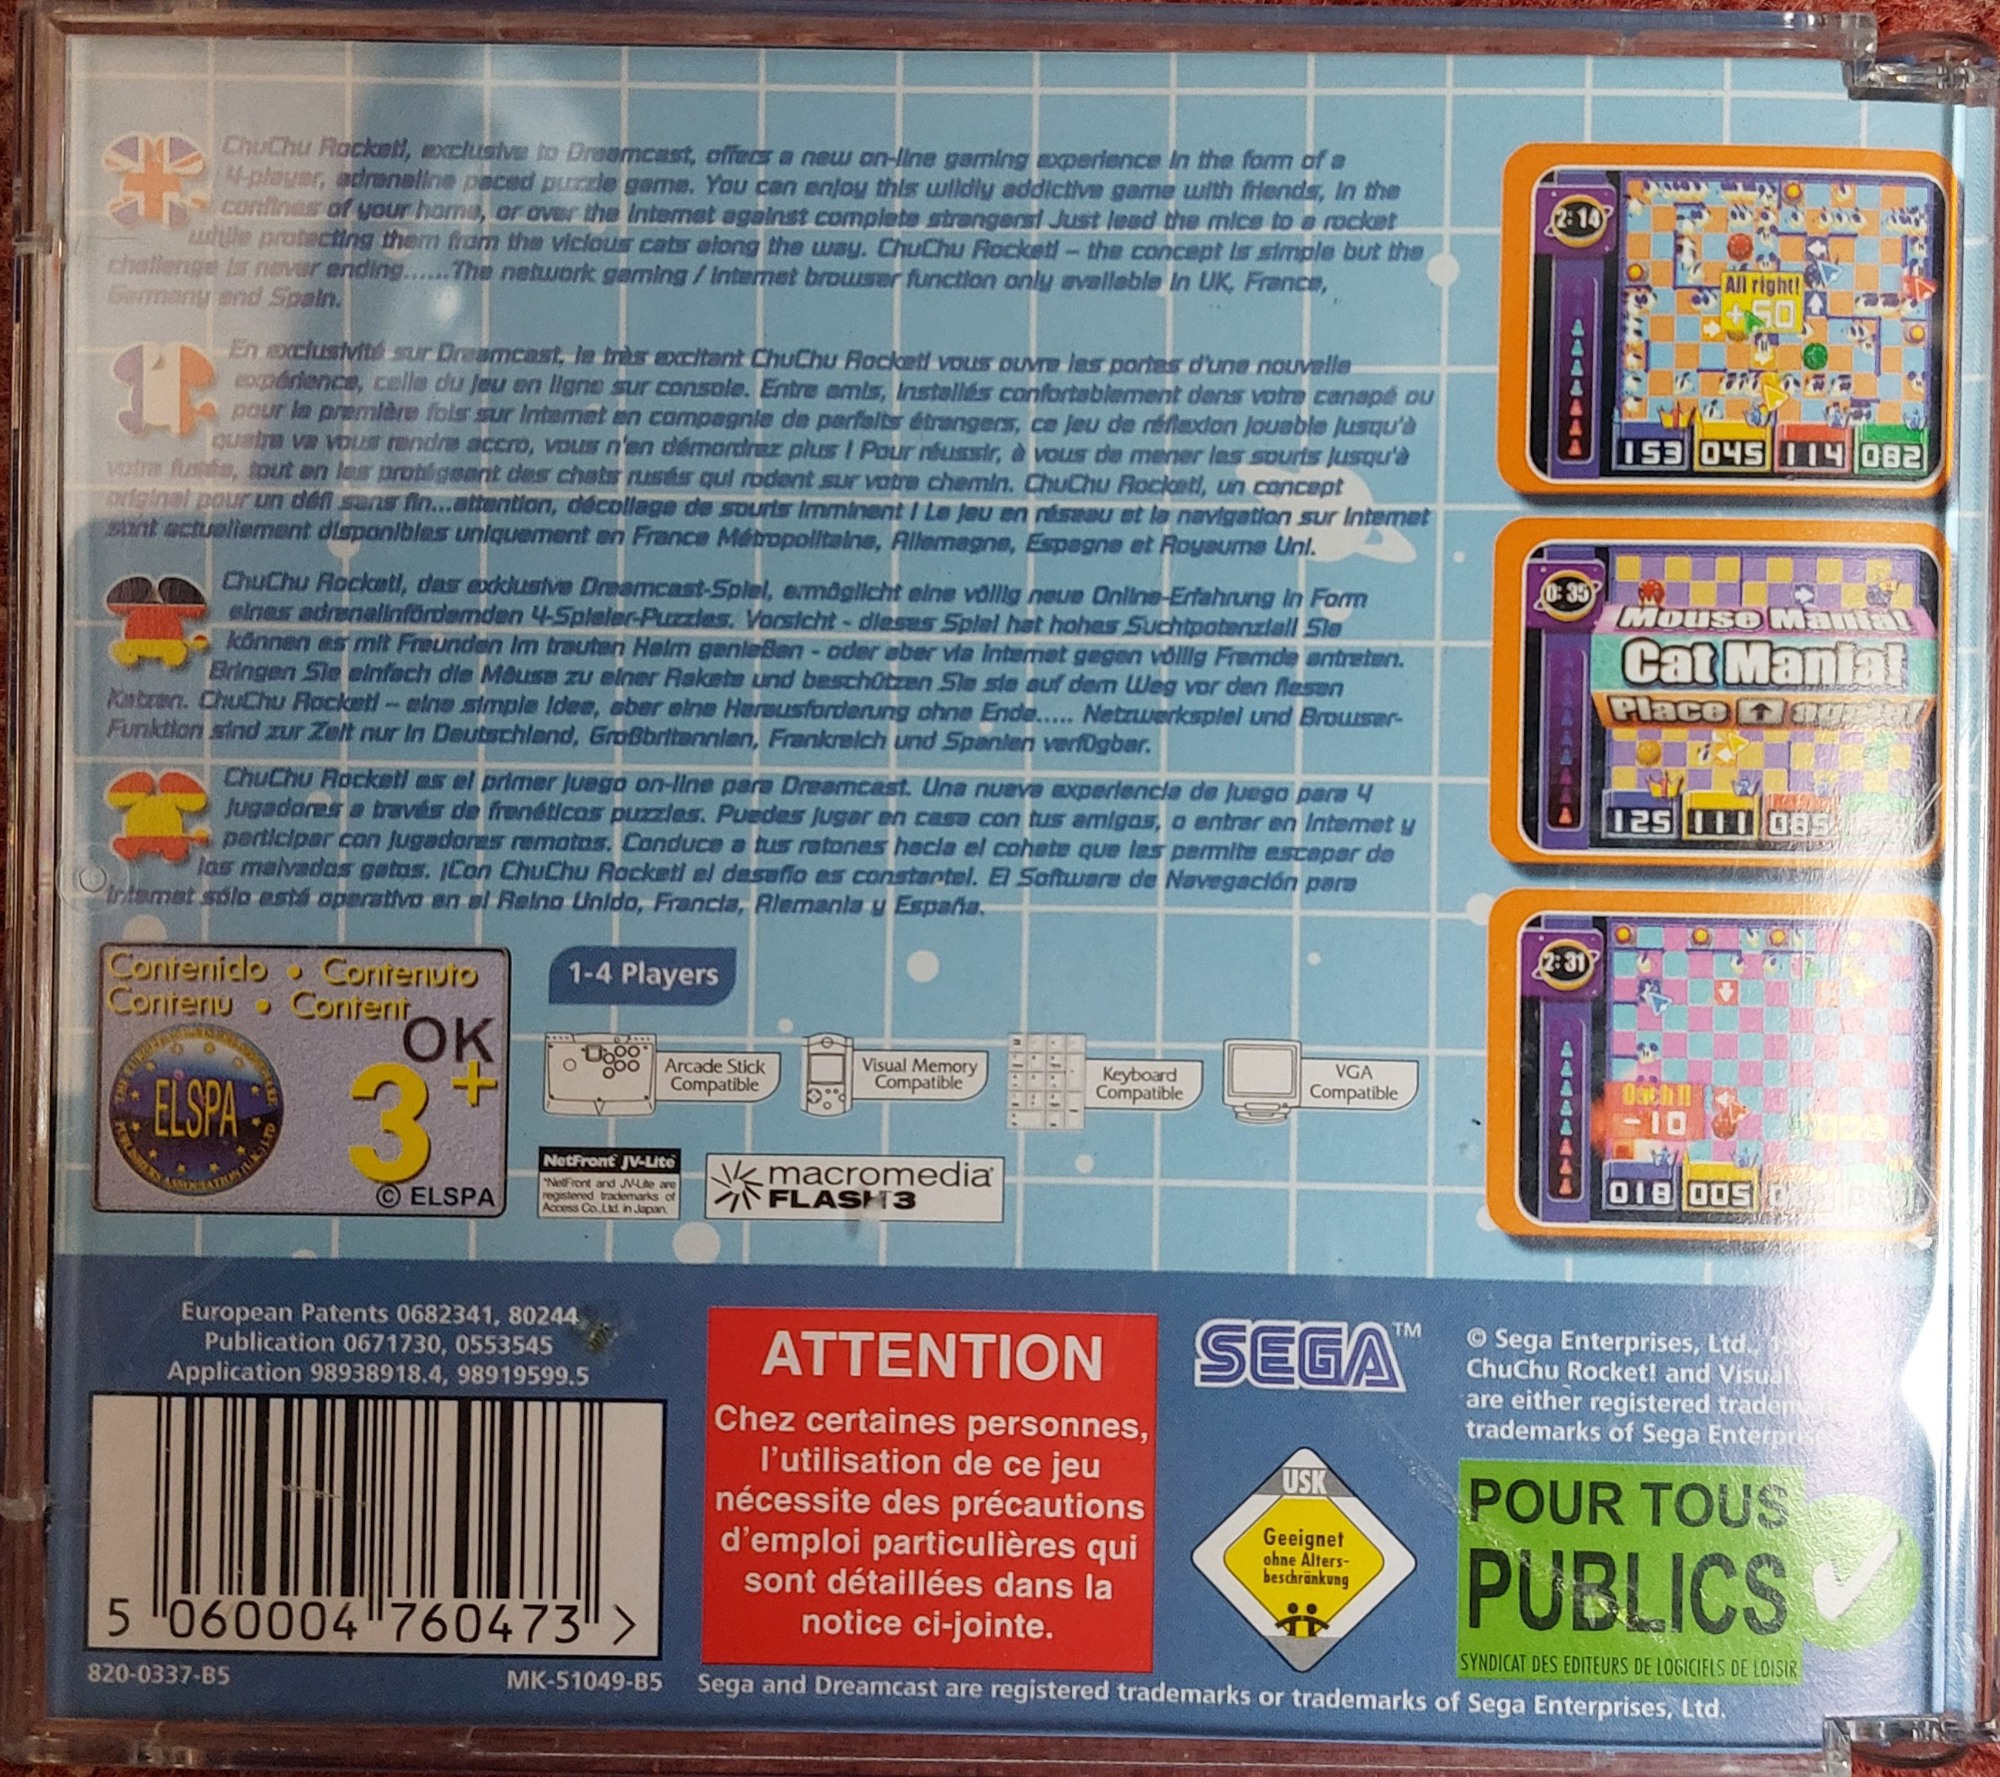 ChuChu Rocket!, exclusive to Dreamcast, offers a new on-line gaming experience in the form of a
4-player, adrenaline paced puzzle game. You can enjoy this wildly addictive game with friends, in the
confines of your home, or over the Internet against complete strangers! Just lead the mice to a rocket
while protecting them from the vicious cats along the way. ChuChu Rocket! – the concept is simple but the
challenge is never ending......The network gaming / internet browser function only available in UK, France,
Germany and Spain.
En exclusivité sur Dreamcast, le très excitant ChuChu Rocket! vous ouvre les portes d'une nouvelle
expérience, celle du jeu en ligne sur console. Entre amis, installés confortablement dans votre canapé ou
pour la première fois sur Internet en compagnie de parfaits étrangers, ce jeu de réflexion jouable jusqu'à
quatre va vous rendre accro, vous n'en démordrez plus ! Pour réussir, à vous de mener les souris jusqu'à
votre fusée, tout en les protégeant des chats rusés qui rodent sur votre chemin. ChuChu Rocket!, un concept
original pour un défi sans fin...attention, décollage de souris imminent ! Le jeu en réseau et la navigation sur Internet
sont actuellement disponibles uniquement en France Métropolitaine, Allemagne, Espagne et Royaume Uni.
ChuChu Rocket!, das exklusive Dreamcast-Spiel, ermöglicht eine völlig neue Online-Erfahrung in Form
eines adrenalinfördernden 4-Spieler-Puzzles. Vorsicht - dieses Spiel hat hohes Suchtpotenzial! Sie
können es mit Freunden im trauten Heim genießen - oder aber via Internet gegen völlig Fremde antreten.
Bringen Sie einfach die Mäuse zu einer Rakete und beschützen Sie sie auf dem Weg vor den fiesen
Katzen. ChuChu Rocket! – eine simple Idee, aber eine Herausforderung ohne Ende..... Netzwerkspiel und Browser-
Funktion sind zur Zeit nur in Deutschland, Großbritannien, Frankreich und Spanien verfügbar.
ChuChu Rocket! es el primer juego on-line para Dreamcast. Una nueva experiencia de juego para 4
jugadores a través de frenéticos puzzles. Puedes jugar en casa con tus amigos, o entrar en Internet y
participar con jugadores remotos. Conduce a tus ratones hacia el cohete que les permite escapar de
los malvados gatos. ¡Con ChuChu Rocket! el desafío es constante!. El Software de Navegación para
Internet sólo está operativo en el Reino Unido, Francia, Alemania y España.
2:14
All right!
+50
153 045 114 082
0:35
Mouse Mania!
Cat Mania!
Place again!
125 111 085
2:31
Ouch!!
-10
018 005
Contenido • Contenuto
Contenu • Content
OK
3+
ELSPA
© ELSPA
1-4 Players
Arcade Stick
Compatible
Visual Memory
Compatible
Keyboard
Compatible
VGA
Compatible
NetFront JV-Lite
"NetFront and JV-Lite are
registered trademarks of
Access Co., Ltd. in Japan.
macromedia
FLASH 3
European Patents 0682341, 80244
Publication 0671730, 0553545
Application 98938918.4, 98919599.5
5 060004 760473 >
820-0337-B5
MK-51049-B5
ATTENTION
Chez certaines personnes,
l'utilisation de ce jeu
nécessite des précautions
d'emploi particulières qui
sont détaillées dans la
notice ci-jointe.
SEGA™
© Sega Enterprises, Ltd.,
ChuChu Rocket! and Visual
are either registered
trademarks of Sega
USK
Geeignet
ohne Alters-
beschränkung
POUR TOUS
PUBLICS
SYNDICAT DES EDITEURS DE LOGICIELS DE LOISIR
Sega and Dreamcast are registered trademarks or trademarks of Sega Enterprises, Ltd.